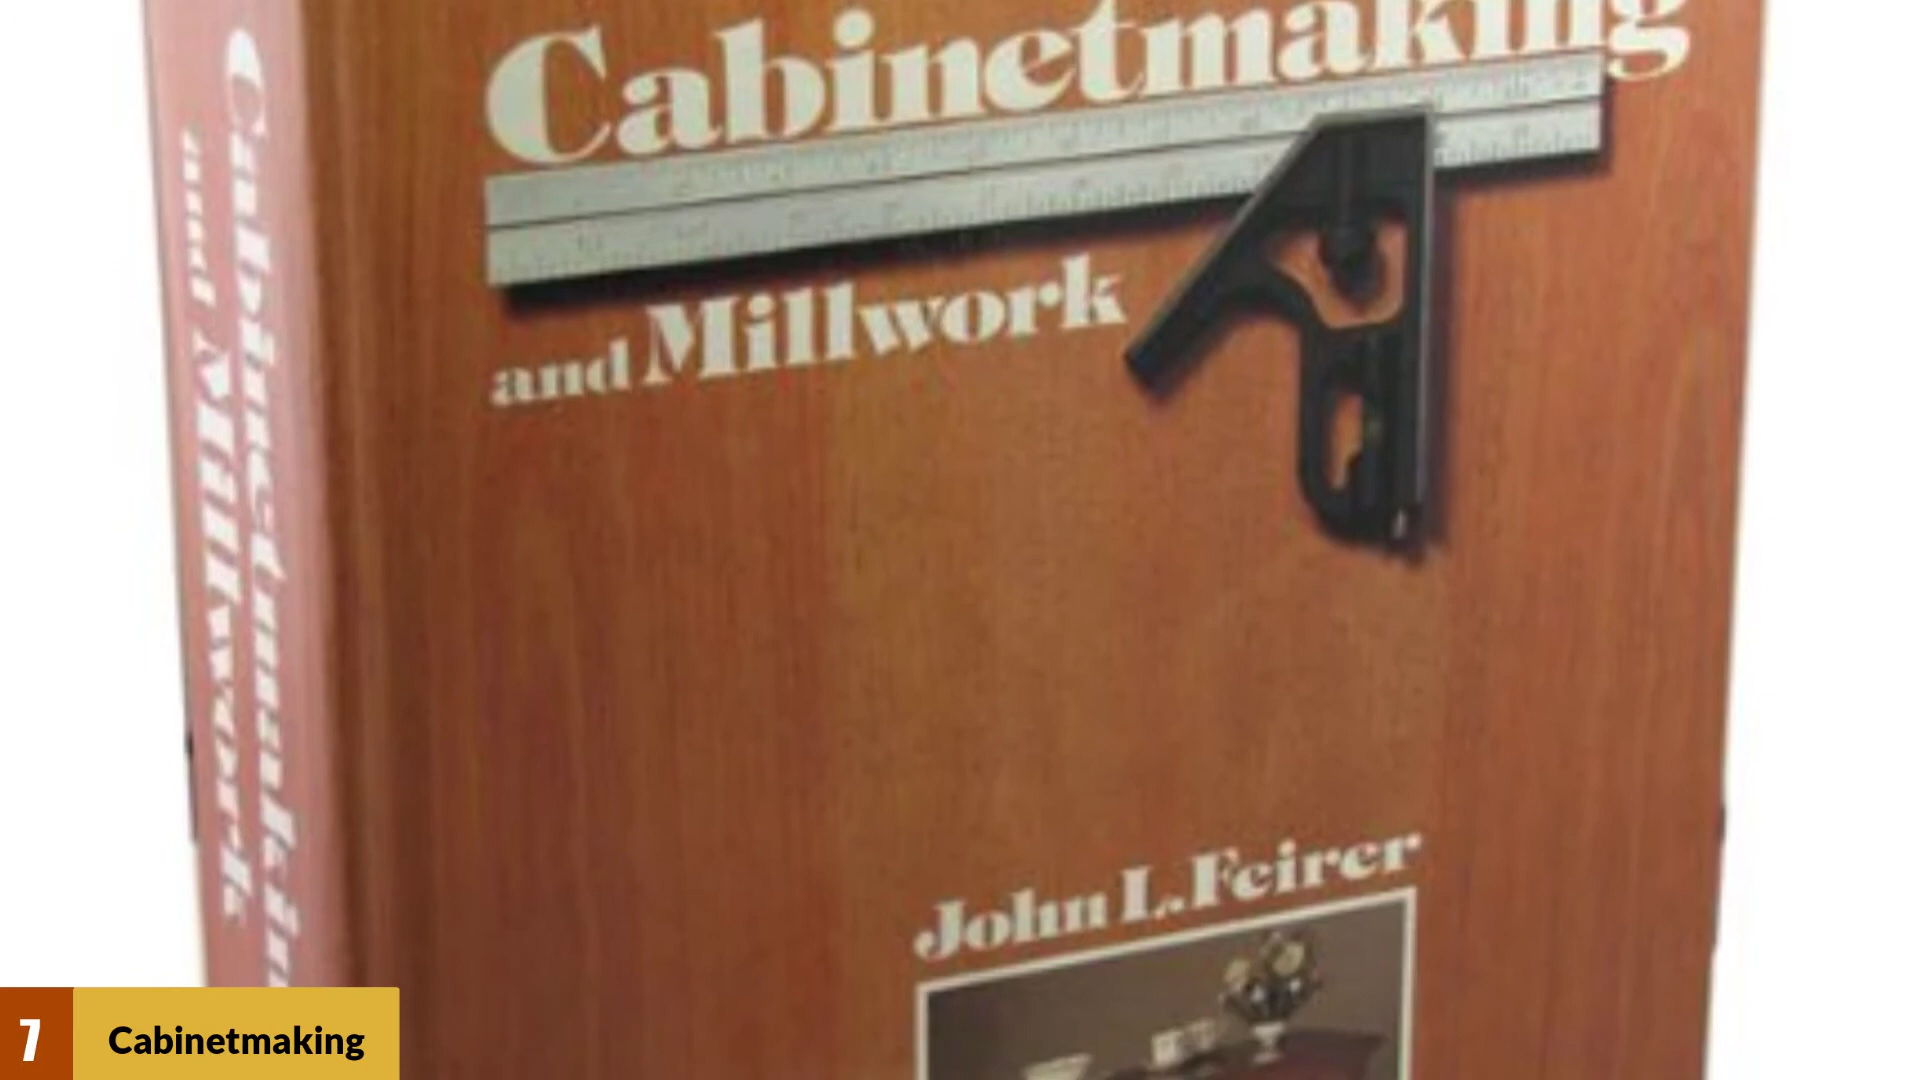 Cabinetmaking
and Millwork
Cabinetmaking
and Millwork
John L. Feirer
7
Cabinetmaking